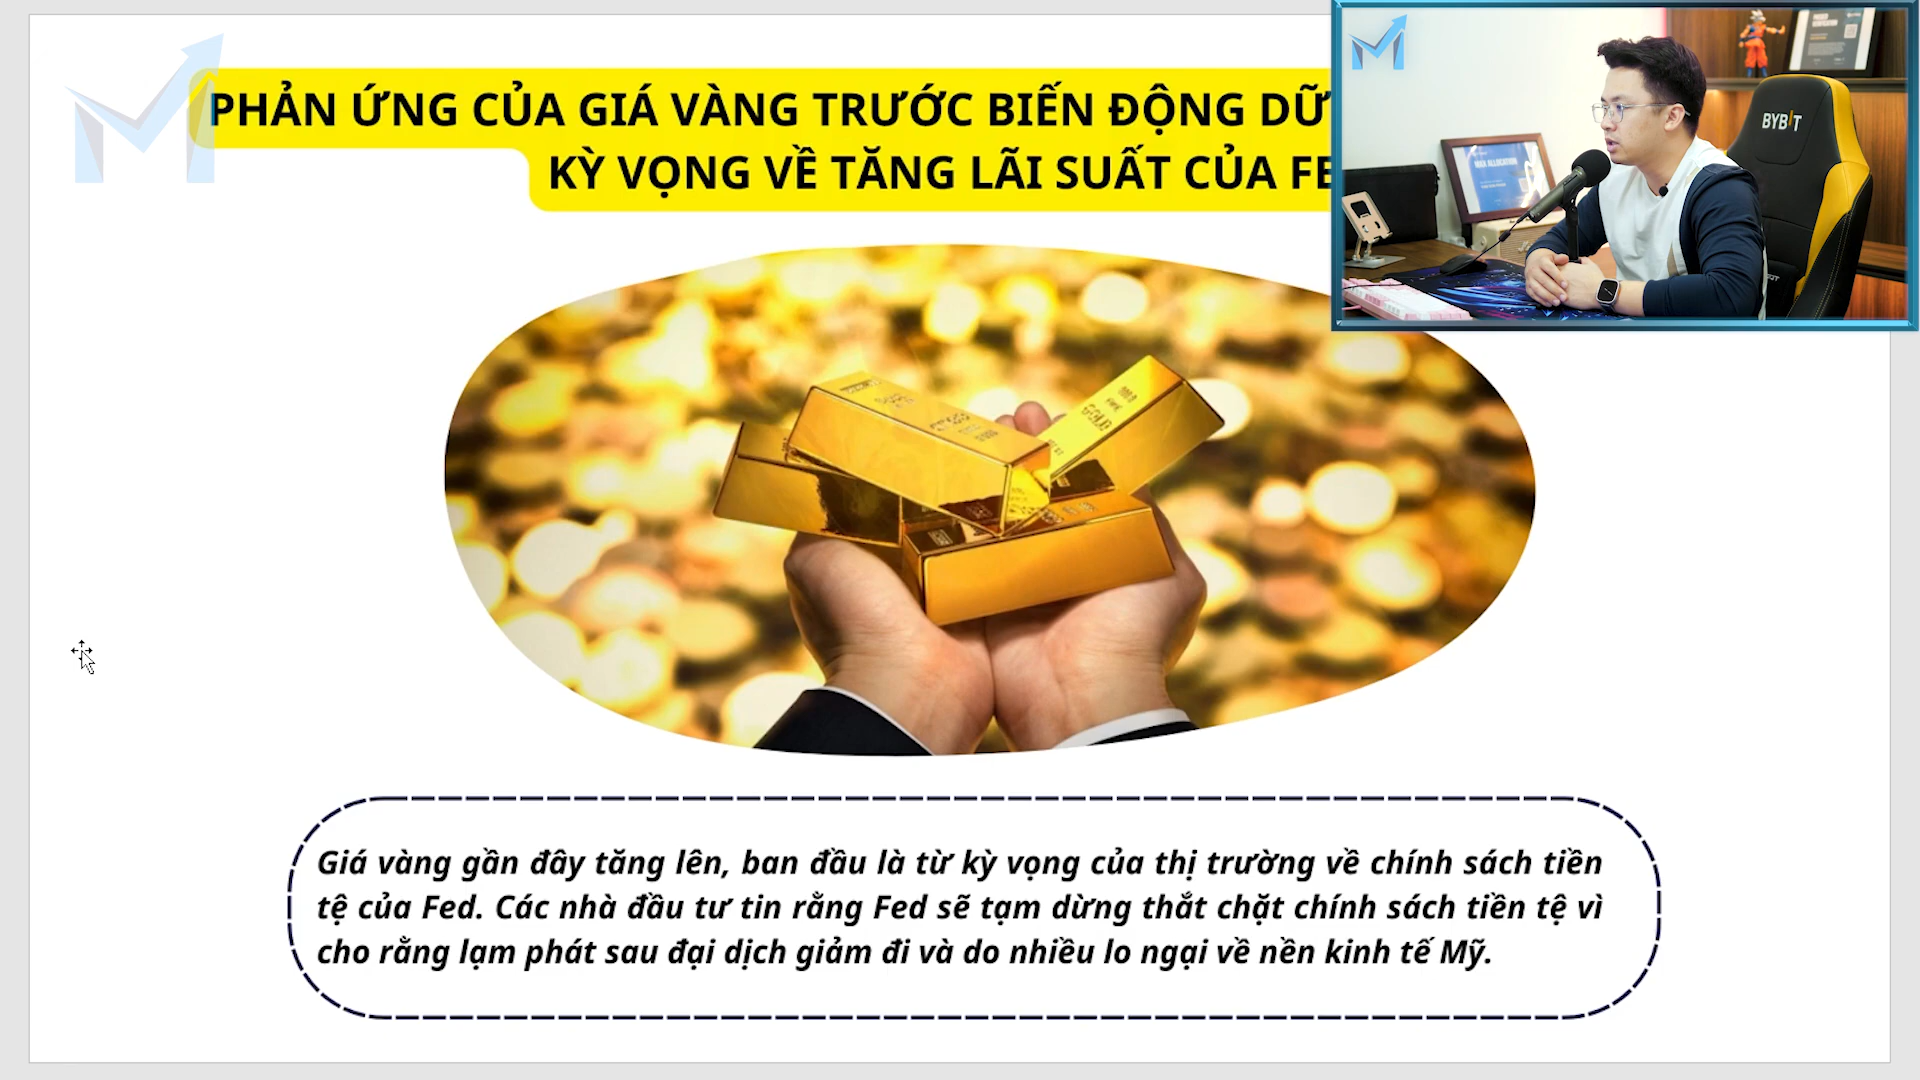 PHẢN ỨNG CỦA GIÁ VÀNG TRƯỚC BIẾN ĐỘNG DỮ
KỲ VỌNG VỀ TĂNG LÃI SUẤT CỦA FE
BYBIT
GOLD
Giá vàng gần đây tăng lên, ban đầu là từ kỳ vọng của thị trường về chính sách tiền
tệ của Fed. Các nhà đầu tư tin rằng Fed sẽ tạm dừng thắt chặt chính sách tiền tệ vì
cho rằng lạm phát sau đại dịch giảm đi và do nhiều lo ngại về nền kinh tế Mỹ.